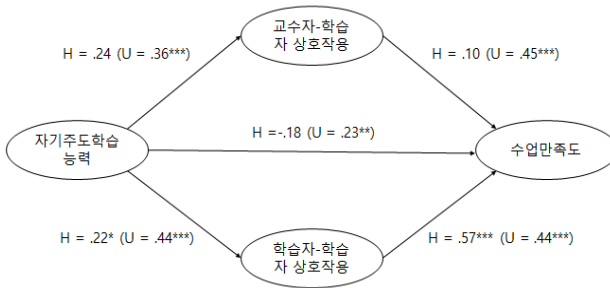 교수자-학습
자 상호작용
H = .24 (U = .36***)
H = .10 (U = .45***)
자기주도학습
능력
H =-.18 (U = .23**)
수업만족도
H = .22* (U = .44***)
H = .57*** (U = .44***)
학습자-학습
자 상호작용